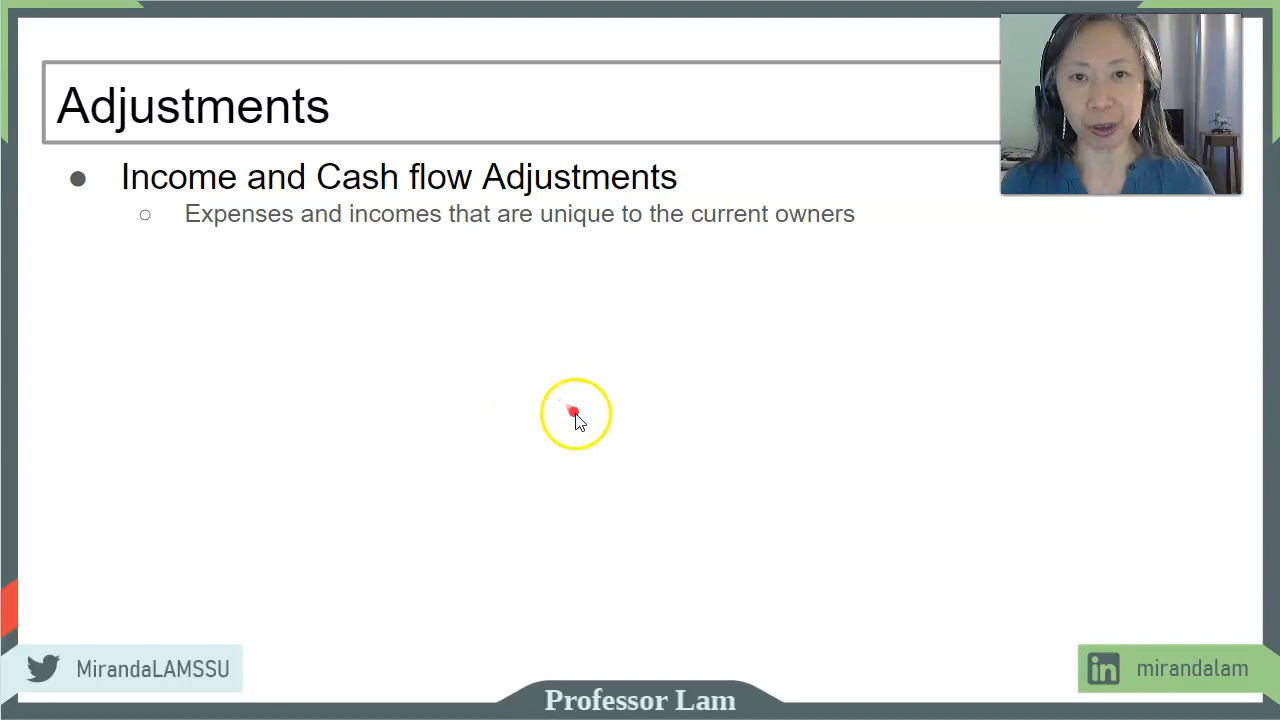 Adjustments
● Income and Cash flow Adjustments
○ Expenses and incomes that are unique to the current owners
MirandaLAMSSU
in mirandalam
Professor Lam